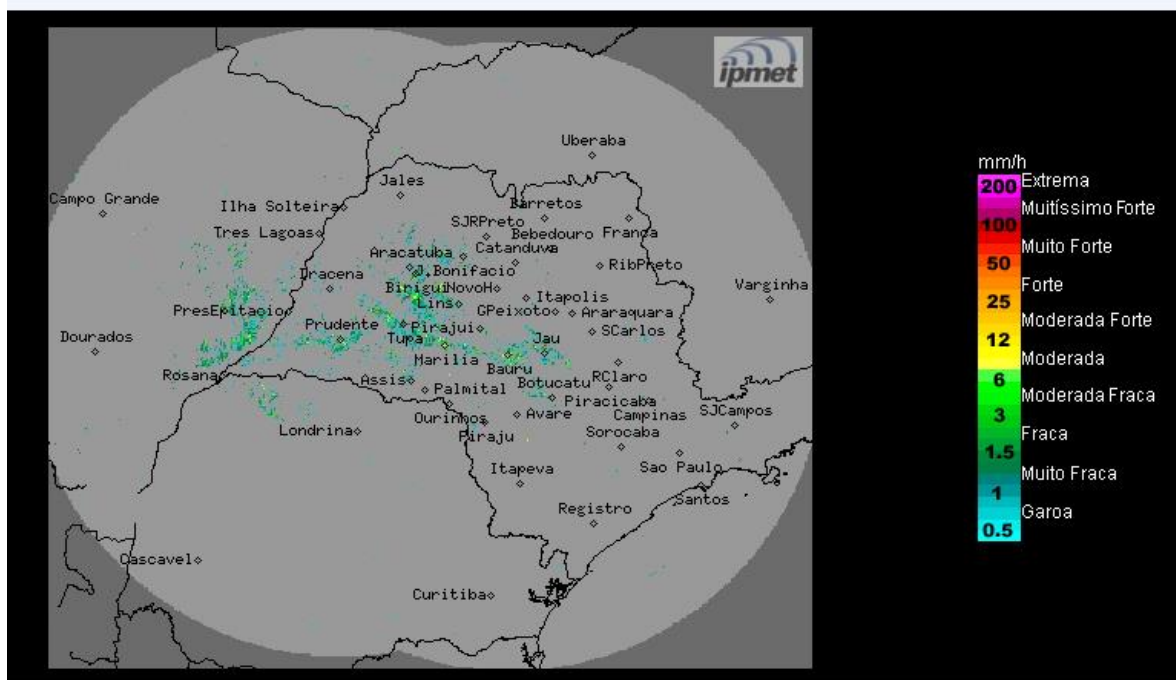 ipmet
Uberaba
Jales
Campo Grande
Ilha Solteira
Barretos
SJRPreto
Tres Lagoas
Bebedouro
Franca
Catanduva
Aracatuba
RibPreto
Dracena
J.Bonifacio
Varginha
Birigui
NovoH
Itapolis
Lins
PresEpitacio
GPeixoto
Araraquara
Prudente
Pirajui
SCarlos
Dourados
Tupa
Jau
Marilia
Bauru
Rosana
Assis
RClaro
Palmital
Botucatu
Piracicaba
Ourinhos
Avare
Campinas
SJCampos
Londrina
Piraju
Sorocaba
Itapeva
Sao Paulo
Santos
Registro
Cascavel
Curitiba
mm/h
200 Extrema
Muitíssimo Forte
100
Muito Forte
50
Forte
25
Moderada Forte
12
Moderada
6
Moderada Fraca
3
Fraca
1.5
Muito Fraca
1
Garoa
0.5